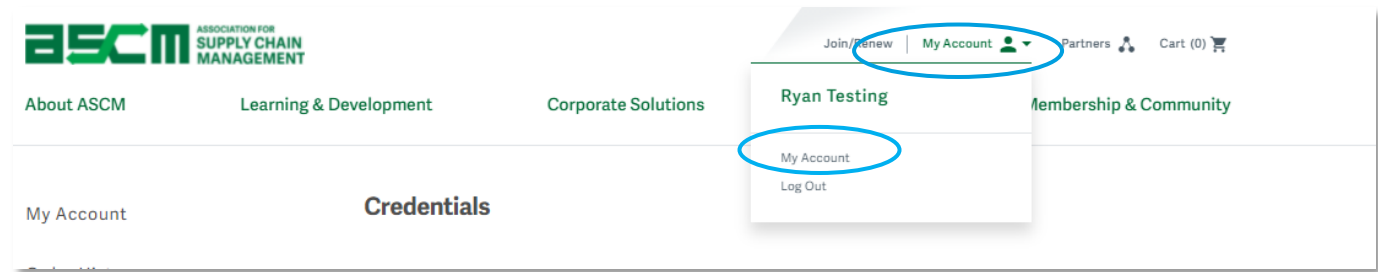 ascm
ASSOCIATION FOR
SUPPLY CHAIN
MANAGEMENT
Join/Renew
My Account
Partners
Cart (0)
About ASCM
Learning & Development
Corporate Solutions
Membership & Community
Ryan Testing
My Account
Log Out
My Account
Credentials